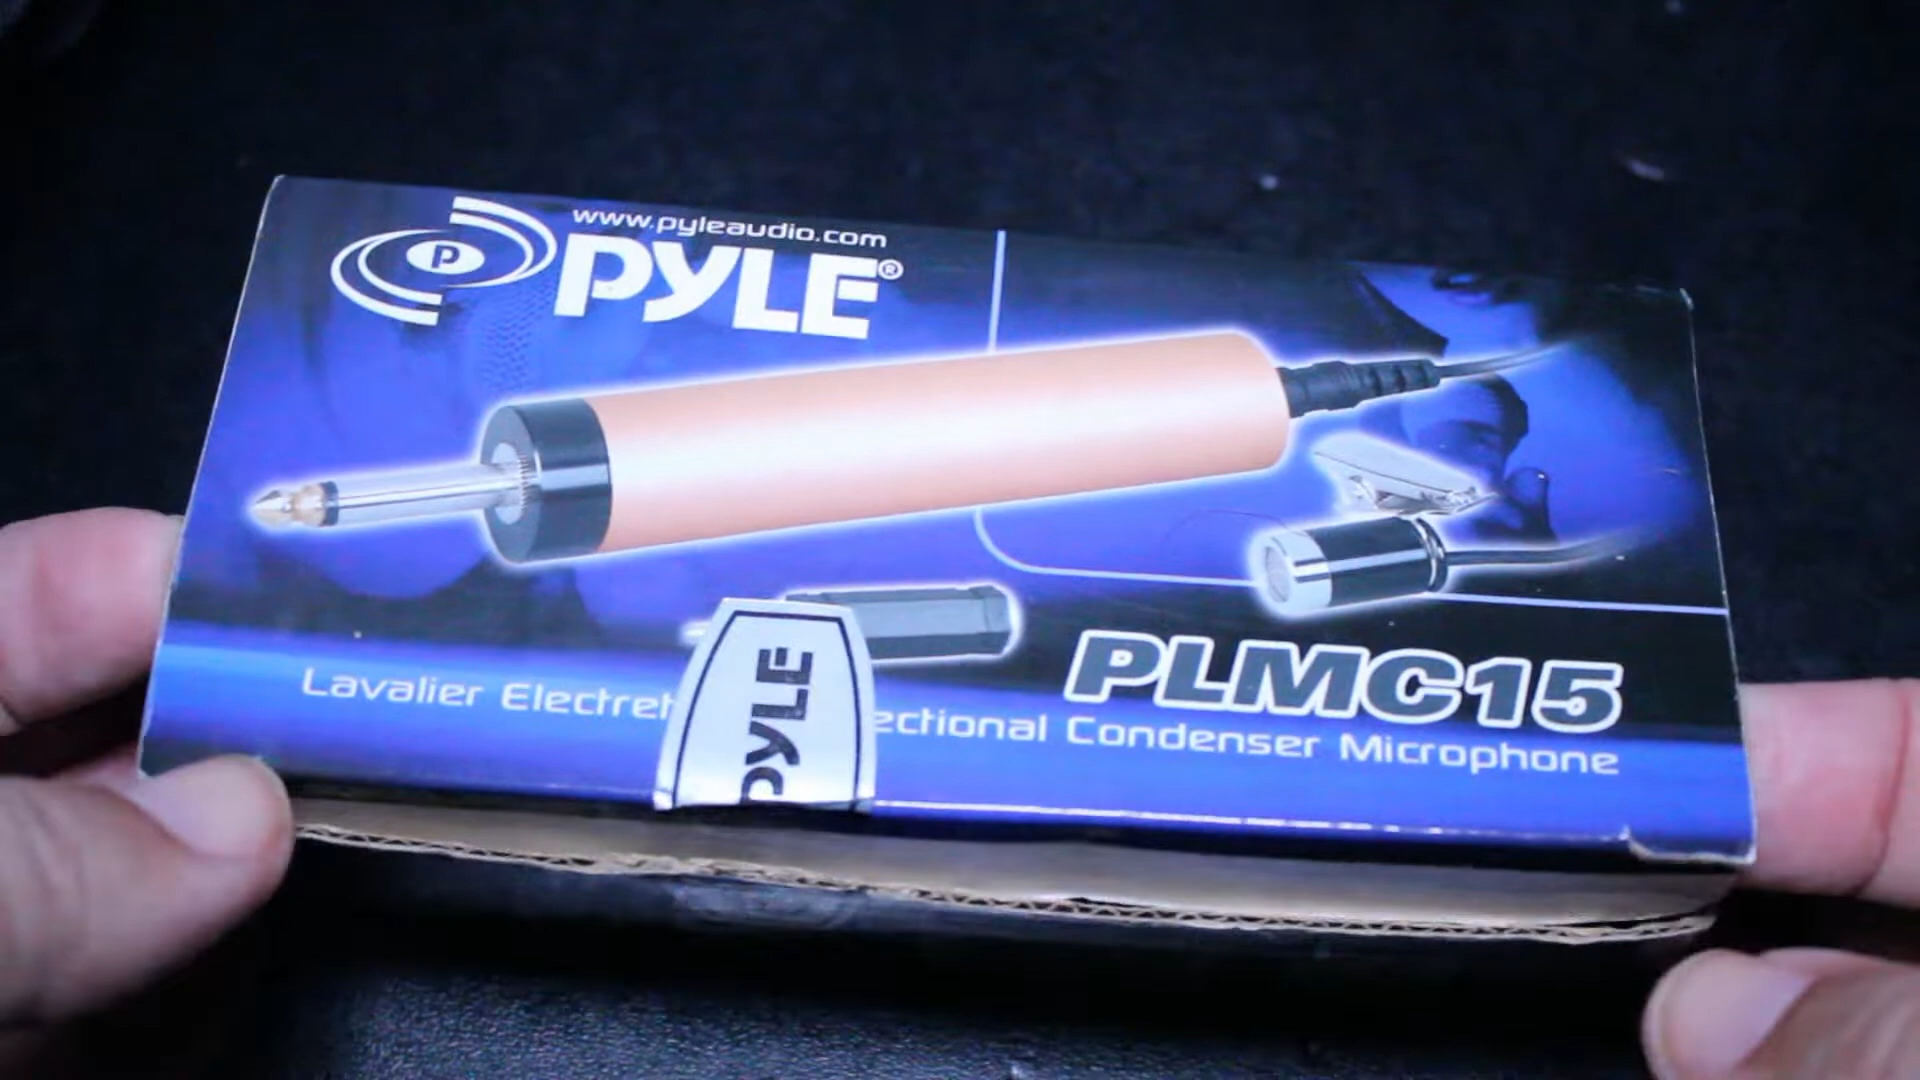 www.pyleaudio.com
P
PYLE®
PLMC15
Lavalier Electret ectional Condenser Microphone
PYLE